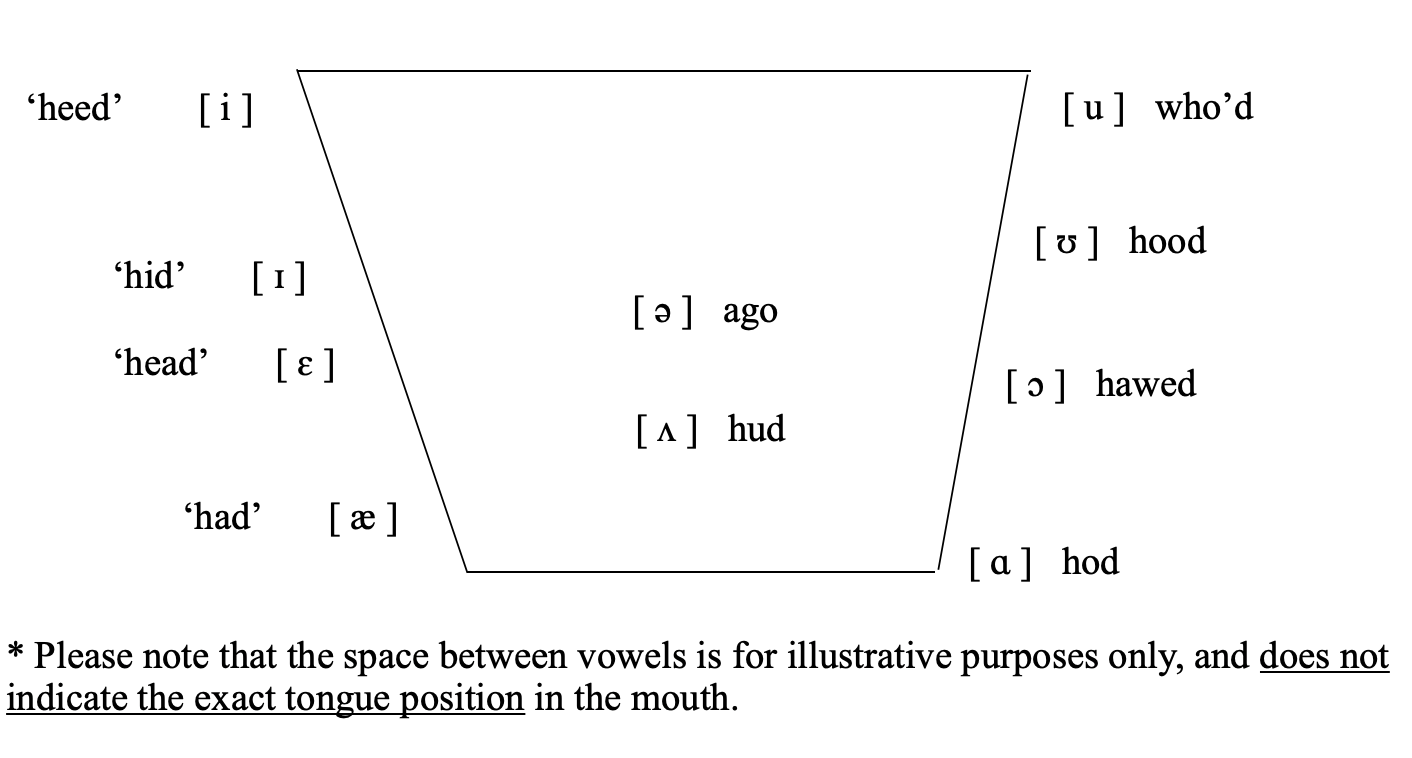 ‘heed’ [ i ] [ u ] who’d
[ ʊ ] hood
‘hid’ [ ɪ ]
[ ə ] ago
‘head’ [ ɛ ]
[ ɔ ] hawed
[ ʌ ] hud
‘had’ [ æ ]
[ ɑ ] hod
* Please note that the space between vowels is for illustrative purposes only, and does not
indicate the exact tongue position in the mouth.